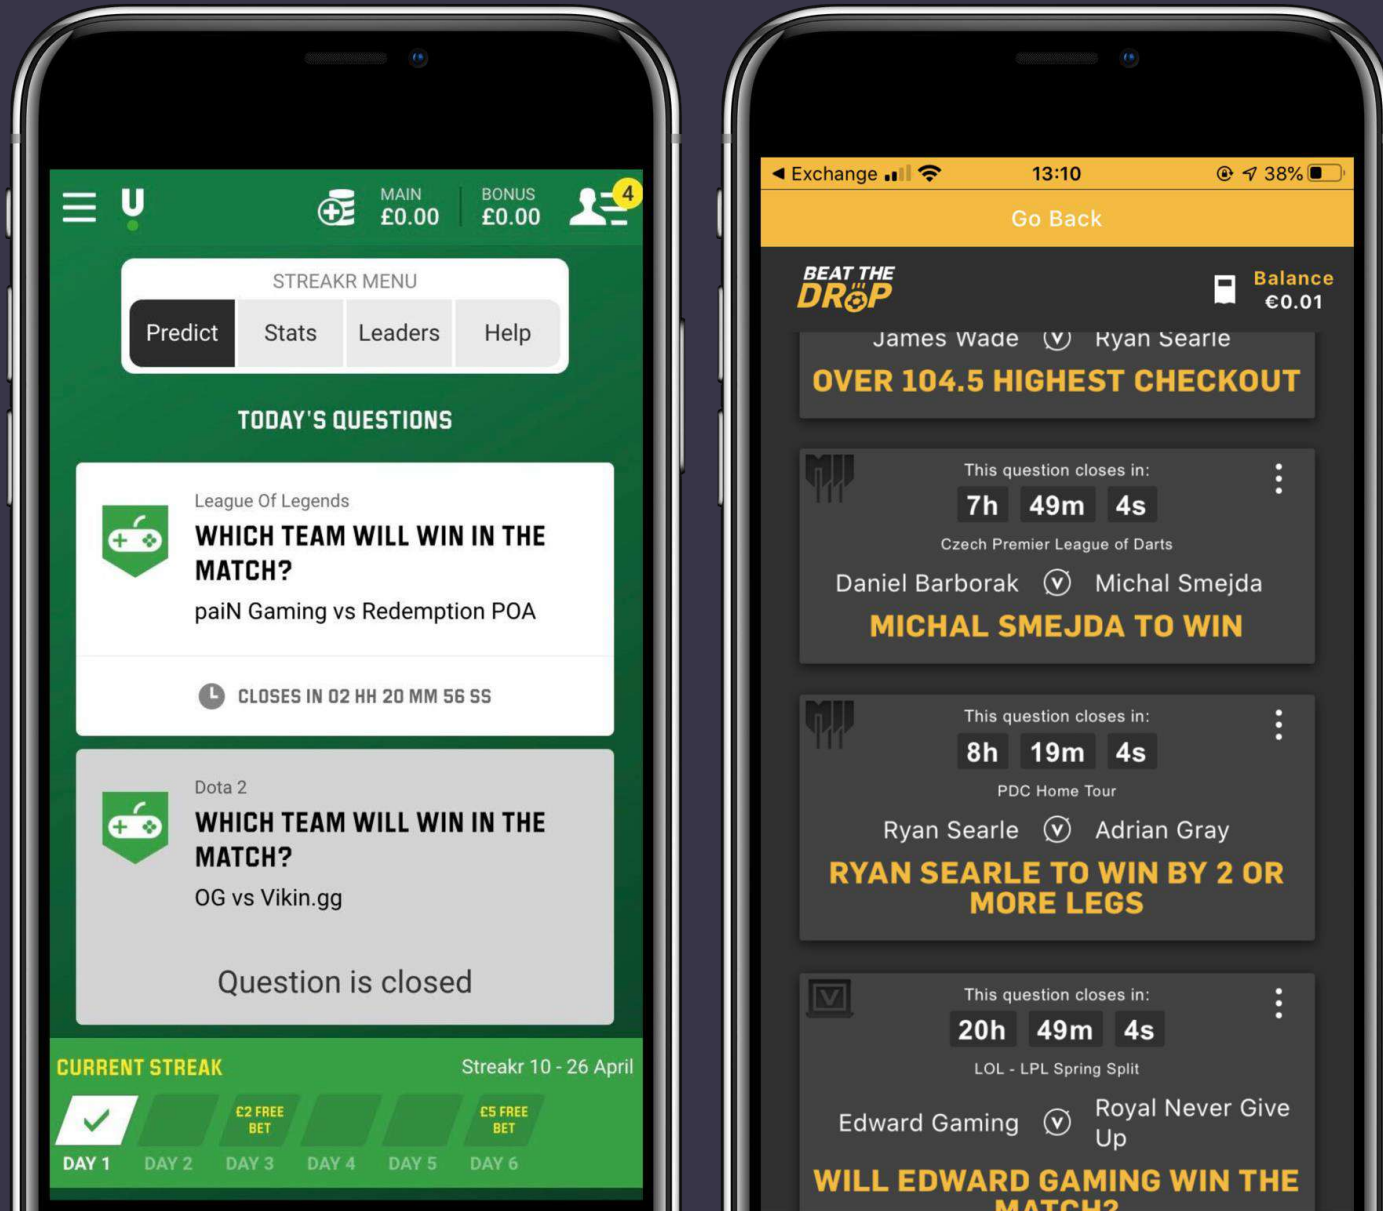 MAIN
£0.00
BONUS
£0.00
4
STREAKR MENU
Predict
Stats
Leaders
Help
TODAY'S QUESTIONS
League Of Legends
WHICH TEAM WILL WIN IN THE
MATCH?
paiN Gaming vs Redemption POA
CLOSES IN 02 HH 20 MM 56 SS
Dota 2
WHICH TEAM WILL WIN IN THE
MATCH?
OG vs Vikin.gg
Question is closed
CURRENT STREAK
Streakr 10 - 26 April
£2 FREE
BET
£5 FREE
BET
DAY 1
DAY 2
DAY 3
DAY 4
DAY 5
DAY 6
Exchange
13:10
38%
Go Back
BEAT THE
DROP
Balance
€0.01
James Wade V Ryan Searle
OVER 104.5 HIGHEST CHECKOUT
This question closes in:
7h 49m 4s
Czech Premier League of Darts
Daniel Barborak V Michal Smejda
MICHAL SMEJDA TO WIN
This question closes in:
8h 19m 4s
PDC Home Tour
Ryan Searle V Adrian Gray
RYAN SEARLE TO WIN BY 2 OR
MORE LEGS
This question closes in:
20h 49m 4s
LOL - LPL Spring Split
Edward Gaming V Royal Never Give
Up
WILL EDWARD GAMING WIN THE
MATCH?